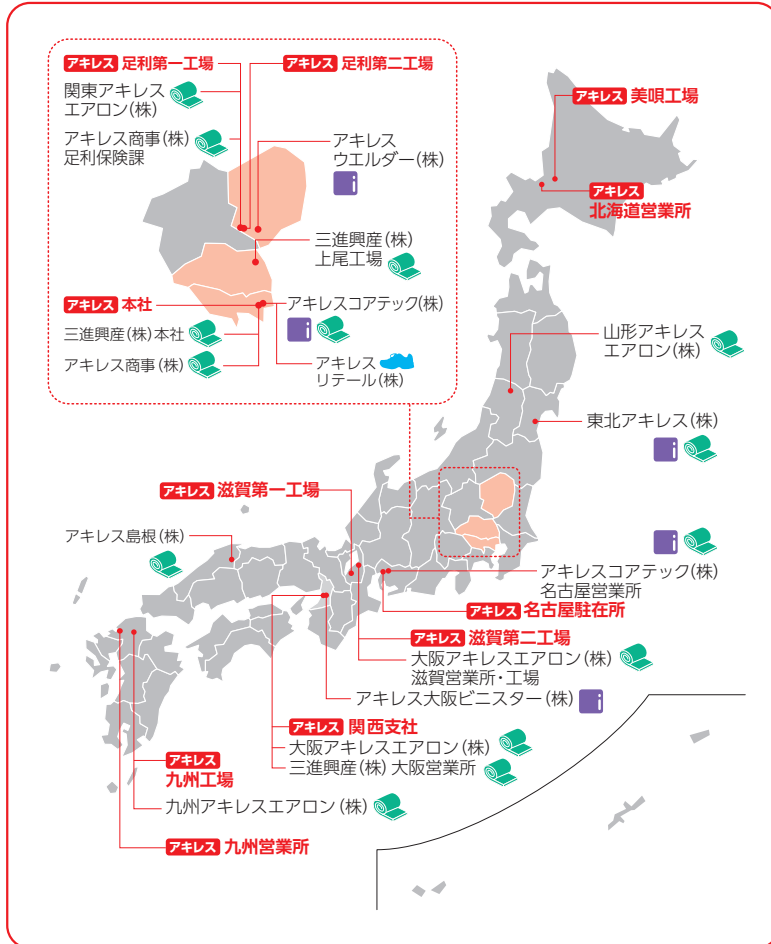 アキレス 足利第一工場
アキレス 足利第二工場
関東アキレス
エアロン(株)
アキレス商事(株)
足利保険課
アキレス
ウエルダー(株)
i
三進興産(株)
上尾工場
アキレス 本社
アキレスコアテック(株)
i
三進興産(株)本社
アキレス商事(株)
アキレス
リテール(株)
アキレス 美唄工場
アキレス
北海道営業所
山形アキレス
エアロン(株)
東北アキレス(株)
i
アキレス 滋賀第一工場
アキレス島根(株)
i
アキレスコアテック(株)
名古屋営業所
アキレス 名古屋駐在所
アキレス 滋賀第二工場
大阪アキレスエアロン(株)
滋賀営業所・工場
アキレス大阪ビニスター(株)
i
アキレス 関西支社
大阪アキレスエアロン(株)
三進興産(株) 大阪営業所
アキレス
九州工場
九州アキレスエアロン(株)
アキレス 九州営業所